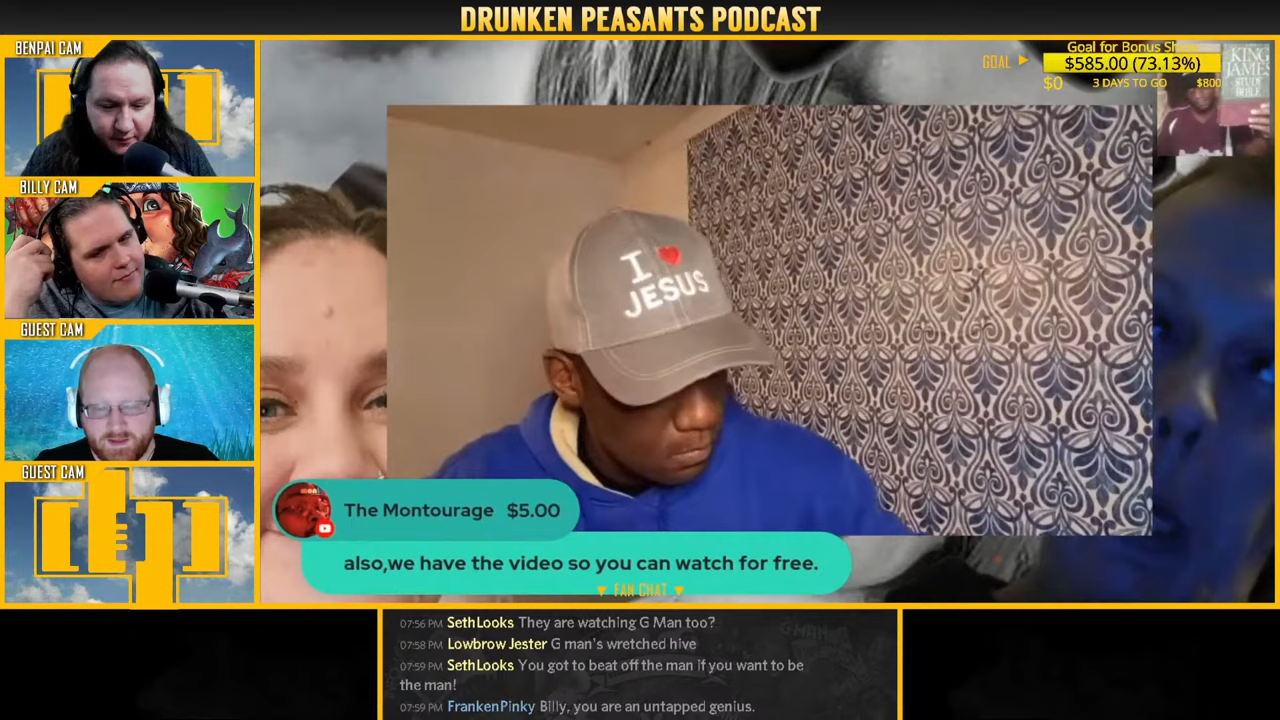 DRUNKEN PEASANTS PODCAST
BENPAI CAM
BILLY CAM
GUEST CAM
GUEST CAM
GOAL ►
Goal for Bonus Sh
$585.00 (73.13%)
$0 3 DAYS TO GO $800
KING
JAMES
STUDY
BIBLE
I ❤
JESUS
The Montourage $5.00
also,we have the video so you can watch for free.
▼ FAN CHAT ▼
07:56 PM SethLooks They are watching G Man too?
07:58 PM Lowbrow Jester G man's wretched hive
07:59 PM SethLooks You got to beat off the man if you want to be
the man!
07:59 PM FrankenPinky Billy, you are an untapped genius.